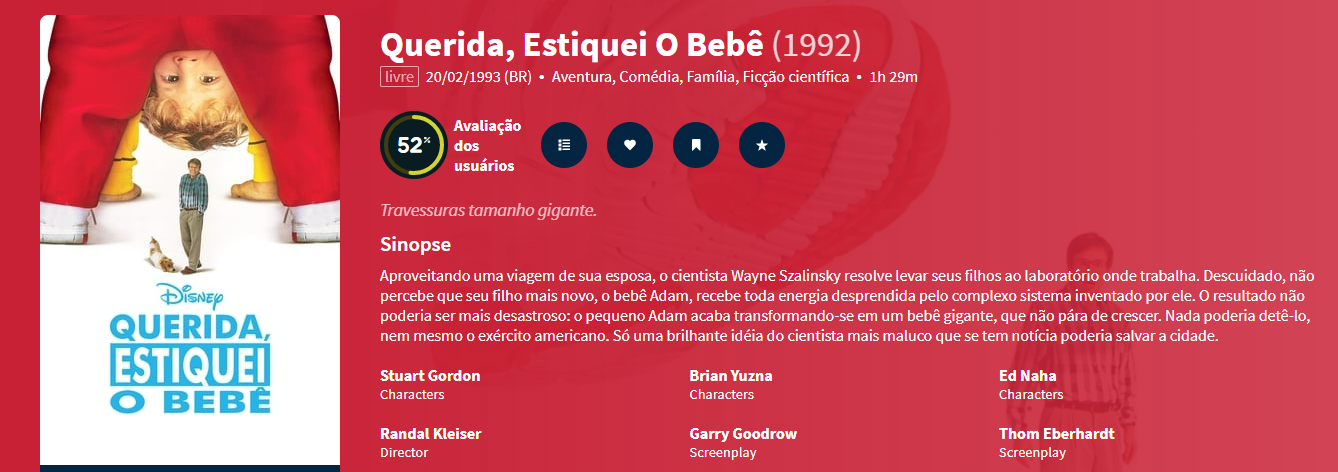 Querida, Estiquei O Bebê (1992)
livre 20/02/1993 (BR) • Aventura, Comédia, Família, Ficção científica • 1h 29m
52%
Avaliação
dos
usuários
Travessuras tamanho gigante.
Sinopse
Aproveitando uma viagem de sua esposa, o cientista Wayne Szalinsky resolve levar seus filhos ao laboratório onde trabalha. Descuidado, não
percebe que seu filho mais novo, o bebê Adam, recebe toda energia desprendida pelo complexo sistema inventado por ele. O resultado não
poderia ser mais desastroso: o pequeno Adam acaba transformando-se em um bebê gigante, que não pára de crescer. Nada poderia detê-lo,
nem mesmo o exército americano. Só uma brilhante idéia do cientista mais maluco que se tem notícia poderia salvar a cidade.
Stuart Gordon
Characters
Brian Yuzna
Characters
Ed Naha
Characters
Randal Kleiser
Director
Garry Goodrow
Screenplay
Thom Eberhardt
Screenplay
Disney
QUERIDA,
ESTIQUEI
O BEBÊ